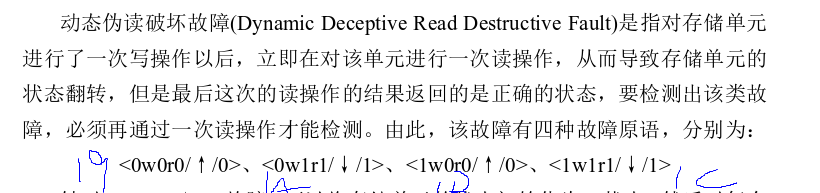 动态伪读破坏故障(Dynamic Deceptive Read Destructive Fault)是指对存储单元
进行了一次写操作以后，立即在对该单元进行一次读操作，从而导致存储单元的
状态翻转，但是最后这次的读操作的结果返回的是正确的状态，要检测出该类故
障，必须再通过一次读操作才能检测。由此，该故障有四种故障原语，分别为：
<0w0r0/↑/0>、<0w1r1/↓/1>、<1w0r0/↑/0>、<1w1r1/↓/1>